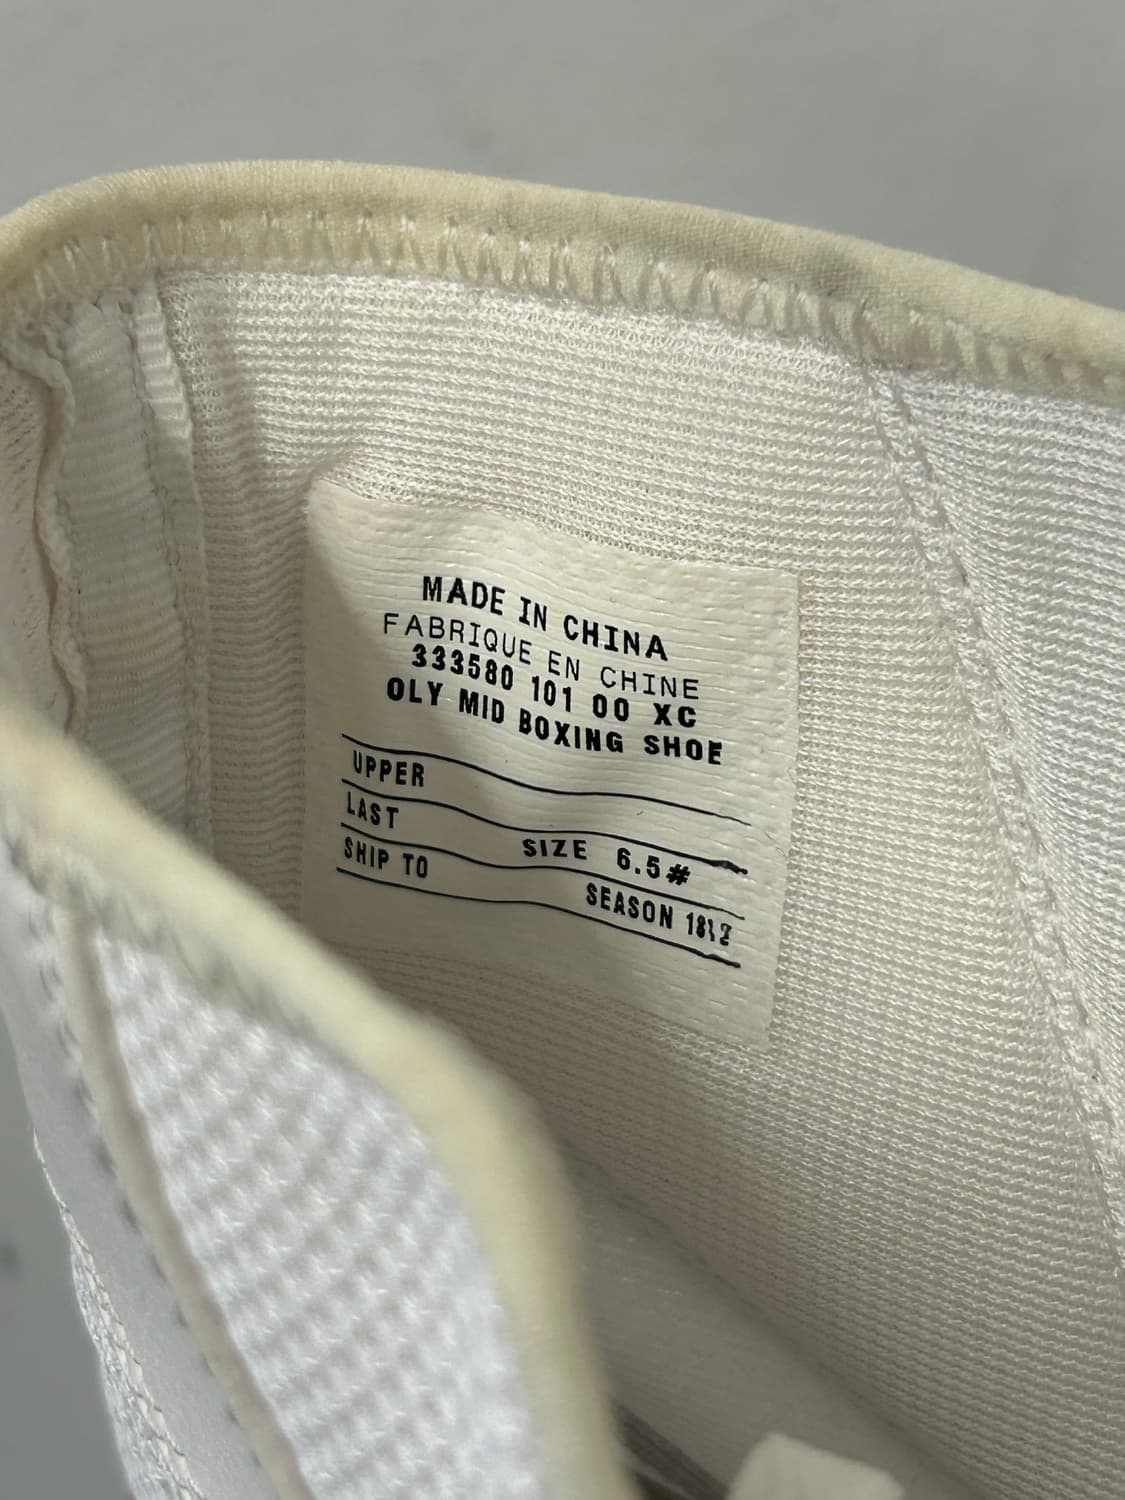 MADE IN CHINA
FABRIQUE EN CHINE
333580 101 00 XC
OLY MID BOXING SHOE
UPPER
LAST SIZE 6.5#
SHIP TO SEASON